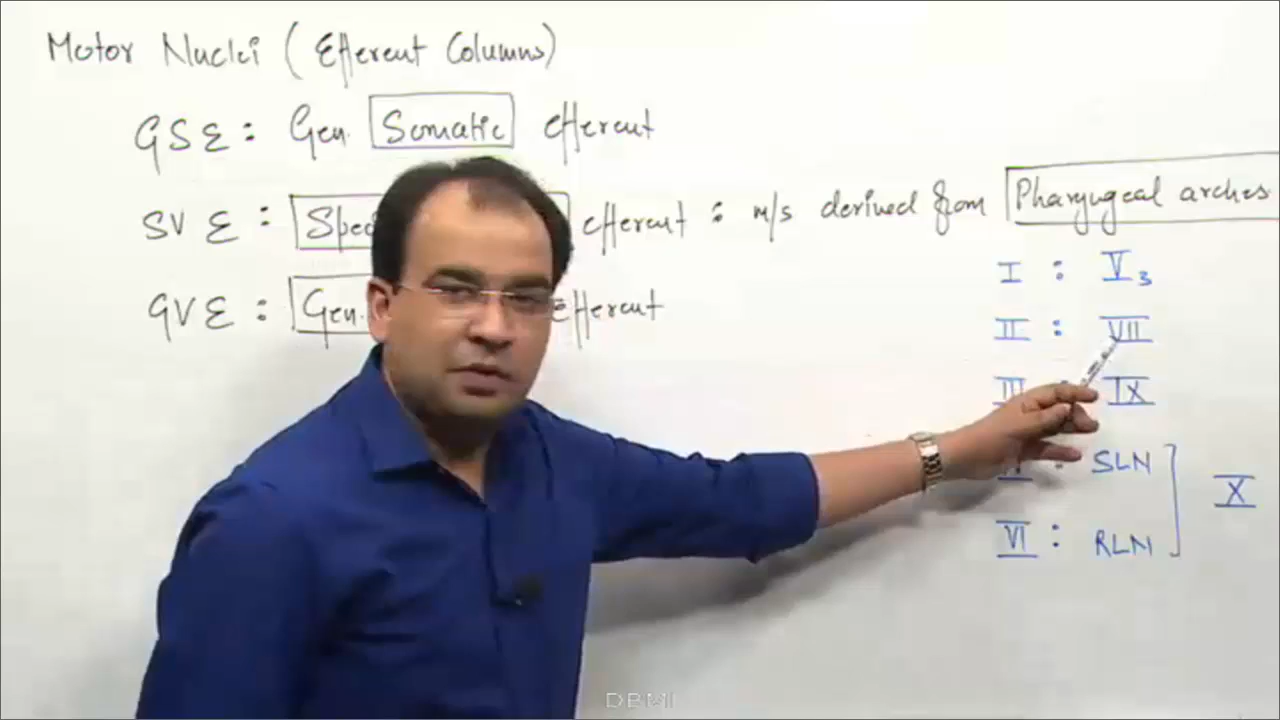 Motor Nuclei (Efferent Columns)
GSE : Gen. Somatic efferent
SVE : efferent : m/s derived from Pharyngeal arches
GVE : Gen. efferent
I : V3
II : VII
III IX
: SLN
VI : RLN
X
DBMI